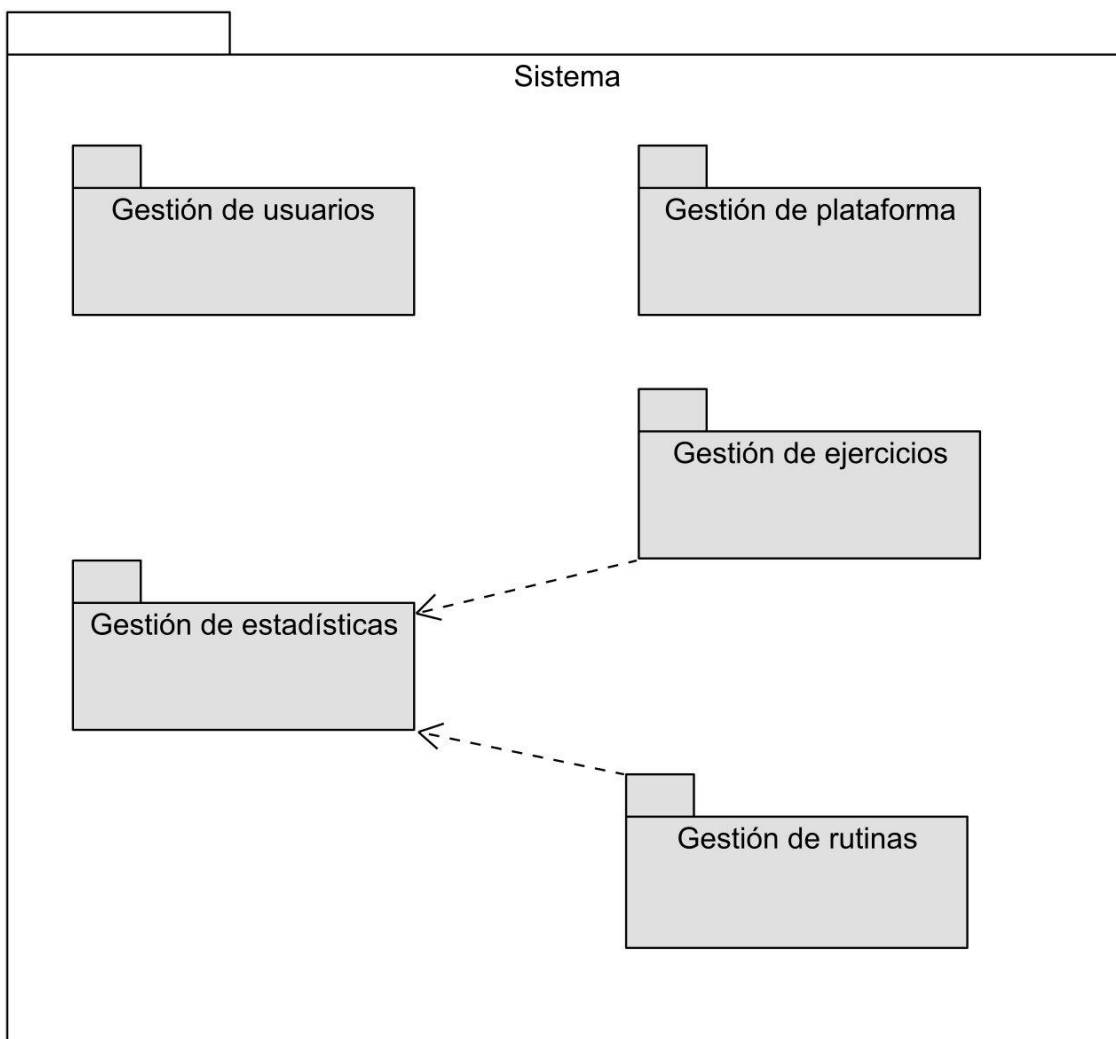 Sistema
Gestión de usuarios
Gestión de plataforma
Gestión de ejercicios
Gestión de estadísticas
Gestión de rutinas